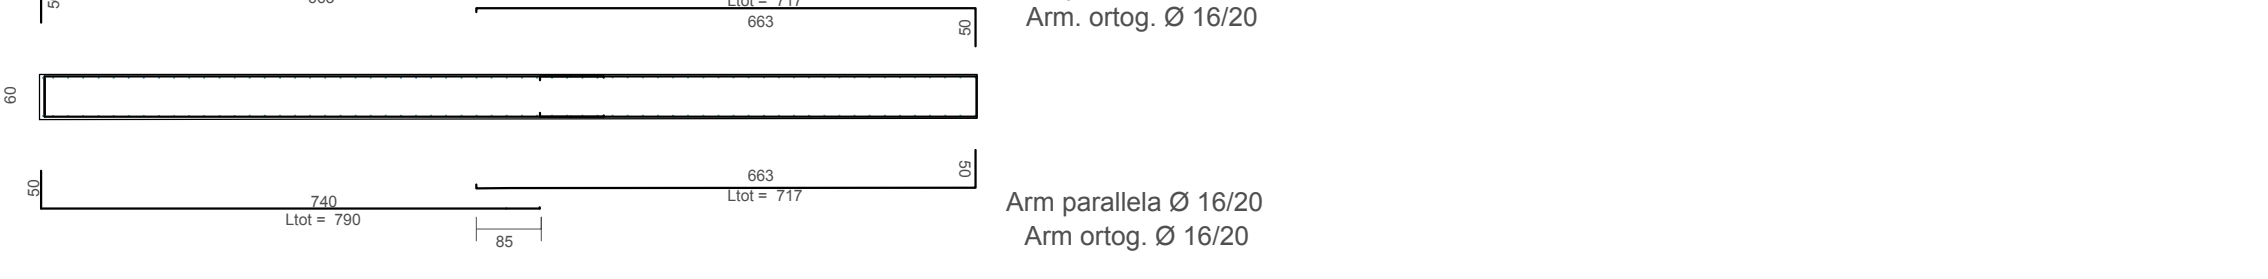 Ltot = 717
Arm. ortog. Ø 16/20
663
50
60
50
663
50
740
Ltot = 717
Arm parallela Ø 16/20
Ltot = 790
85
Arm ortog. Ø 16/20